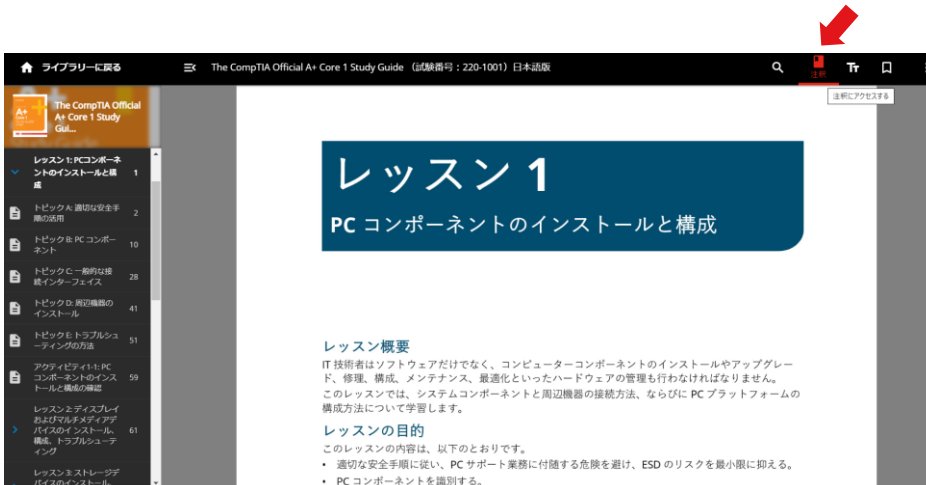 ライブラリーに戻る
The CompTIA Official A+ Core 1 Study Guide（試験番号：220-1001）日本語版
注釈
注釈にアクセスする
A+
The CompTIA Official
A+ Core 1 Study
Gui...
レッスン 1: PCコンポーネ
ントのインストールと構
成
1
トピック A: 適切な安全手
順の活用
2
トピック B: PC コンポー
ネント
10
トピック C: 一般的な接
続インターフェイス
28
トピック D: 周辺機器の
インストール
41
トピック E: トラブルシュ
ーティングの方法
51
アクティビティ1-1: PC
コンポーネントのインス
トールと構成の確認
59
レッスン 2: ディスプレイ
およびマルチメディアデ
バイスのインストール、
構成、トラブルシューテ
ィング
61
レッスン 3: ストレージデ
バイスのインストール、
レッスン 1
PC コンポーネントのインストールと構成
レッスン概要
IT 技術者はソフトウェアだけでなく、コンピューターコンポーネントのインストールやアップグレー
ド、修理、構成、メンテナンス、最適化といったハードウェアの管理も行わなければなりません。
このレッスンでは、システムコンポーネントと周辺機器の接続方法、ならびに PC プラットフォームの
構成方法について学習します。
レッスンの目的
このレッスンの内容は、以下のとおりです。
• 適切な安全手順に従い、PC サポート業務に付随する危険を避け、ESD のリスクを最小限に抑える。
• PC コンポーネントを識別する。